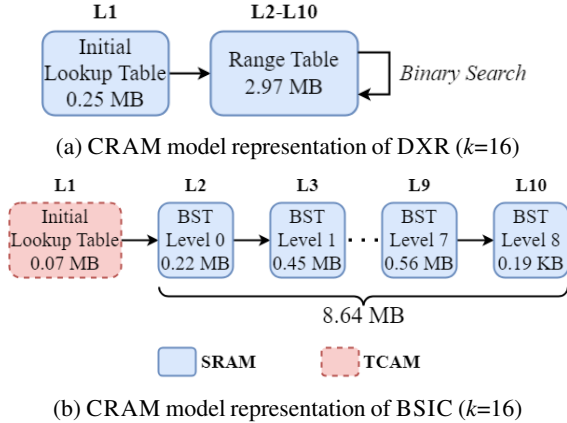 L1
L2-L10
Initial
Lookup Table
0.25 MB
Range Table
2.97 MB
Binary Search
(a) CRAM model representation of DXR (k=16)
L1
L2
L3
L9
L10
Initial
Lookup Table
0.07 MB
BST
Level 0
0.22 MB
BST
Level 1
0.45 MB
· · ·
BST
Level 7
0.56 MB
BST
Level 8
0.19 KB
8.64 MB
SRAM
TCAM
(b) CRAM model representation of BSIC (k=16)